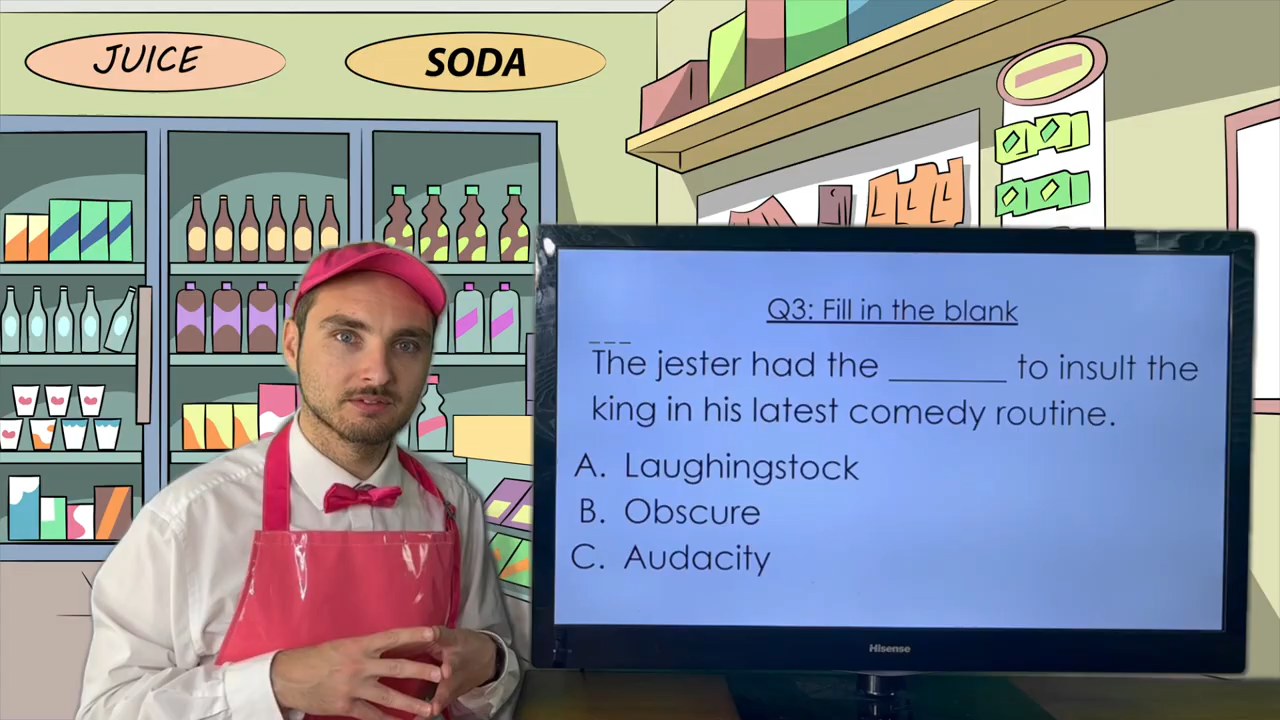 JUICE
SODA
Q3: Fill in the blank
The jester had the _______ to insult the
king in his latest comedy routine.
A. Laughingstock
B. Obscure
C. Audacity
Hisense